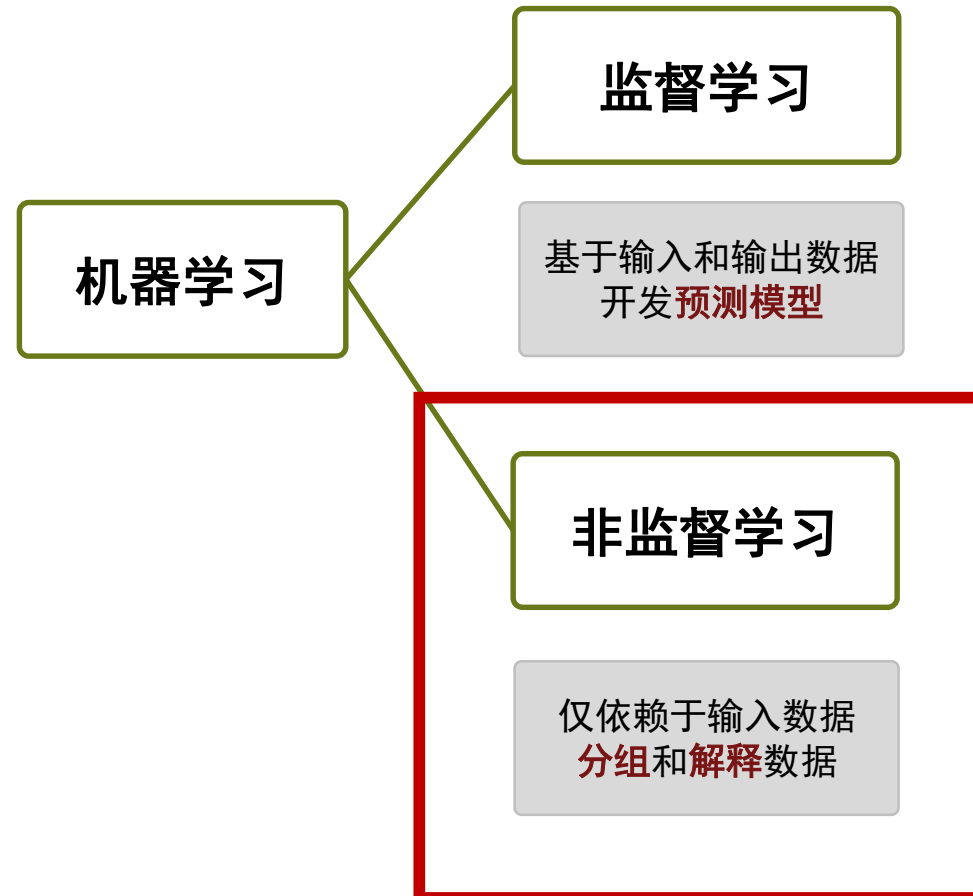 监督学习
机器学习
基于输入和输出数据
开发预测模型
非监督学习
仅依赖于输入数据
分组和解释数据